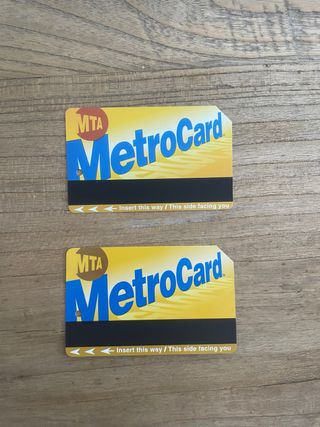 MTA
MetroCard
Insert this way / This side facing you
MTA
MetroCard
Insert this way / This side facing you